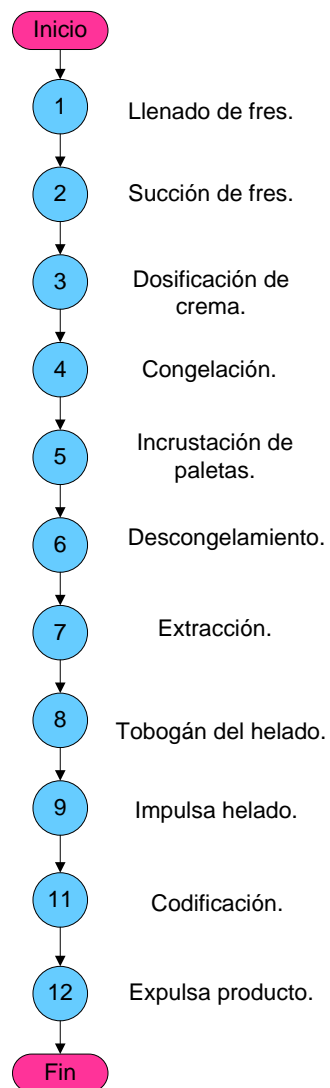 Inicio
1
Llenado de fres.
2
Succión de fres.
3
Dosificación de
crema.
4
Congelación.
5
Incrustación de
paletas.
6
Descongelamiento.
7
Extracción.
8
Tobogán del helado.
9
Impulsa helado.
11
Codificación.
12
Expulsa producto.
Fin